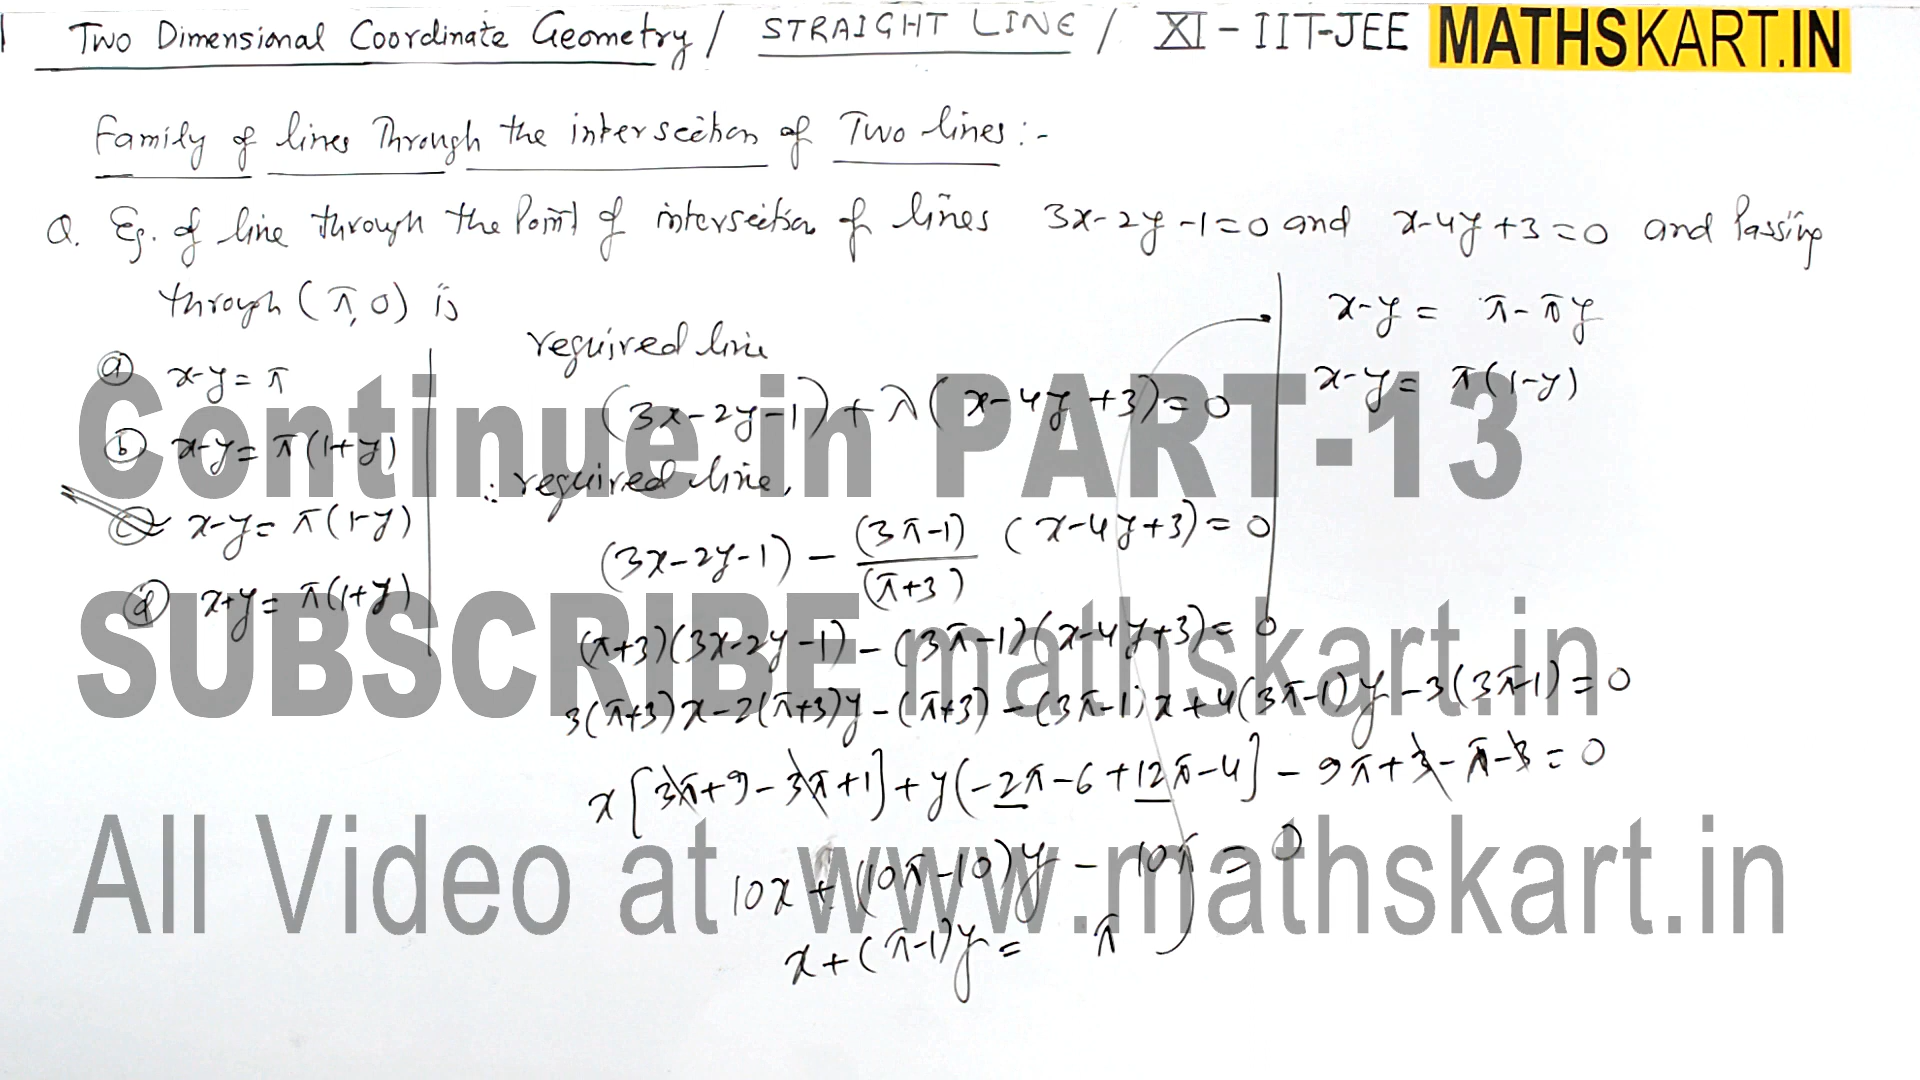 Two Dimensional Coordinate Geometry / STRAIGHT LINE / XI - IIT-JEE MATHSKART.IN
Family of lines Through the intersection of Two lines :-
Q. Eq. of line through the Point of intersection of lines 3x-2y-1=0 and x-4y+3=0 and Passing
through (π, 0) is
(a) x-y = π
(b) x-y = π(1+y)
(c) x-y = π(1-y)
(d) x+y = π(1+y)
required line
(3x-2y-1) + λ(x-4y+3) = 0
∴ required line,
(3x-2y-1) - (3π-1)/(π+3) (x-4y+3) = 0
(π+3)(3x-2y-1) - (3π-1)(x-4y+3) = 0
3(π+3)x - 2(π+3)y - (π+3) - (3π-1)x + 4(3π-1)y - 3(3π-1) = 0
x[3π+9-3π+1] + y(-2π-6+12π-4] - 9π+3-π-3 = 0
10x + (10π-10)y - 10π = 0
x + (π-1)y = π
x-y = π - πy
x-y = π(1-y)
Continue in PART-13
SUBSCRIBE mathskart.in
All Video at www.mathskart.in